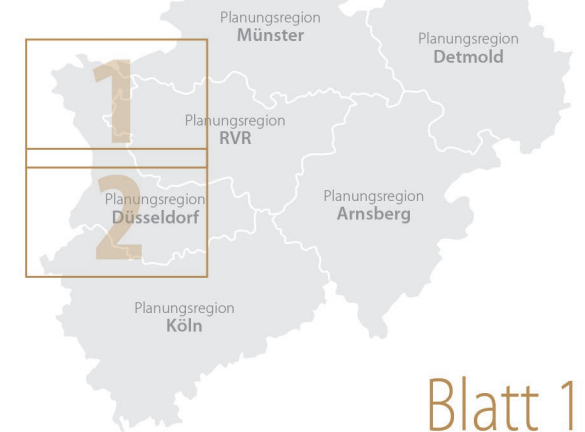 Planungsregion
Münster
Planungsregion
Detmold
1
Planungsregion
RVR
2
Planungsregion
Düsseldorf
Planungsregion
Arnsberg
Planungsregion
Köln
Blatt 1